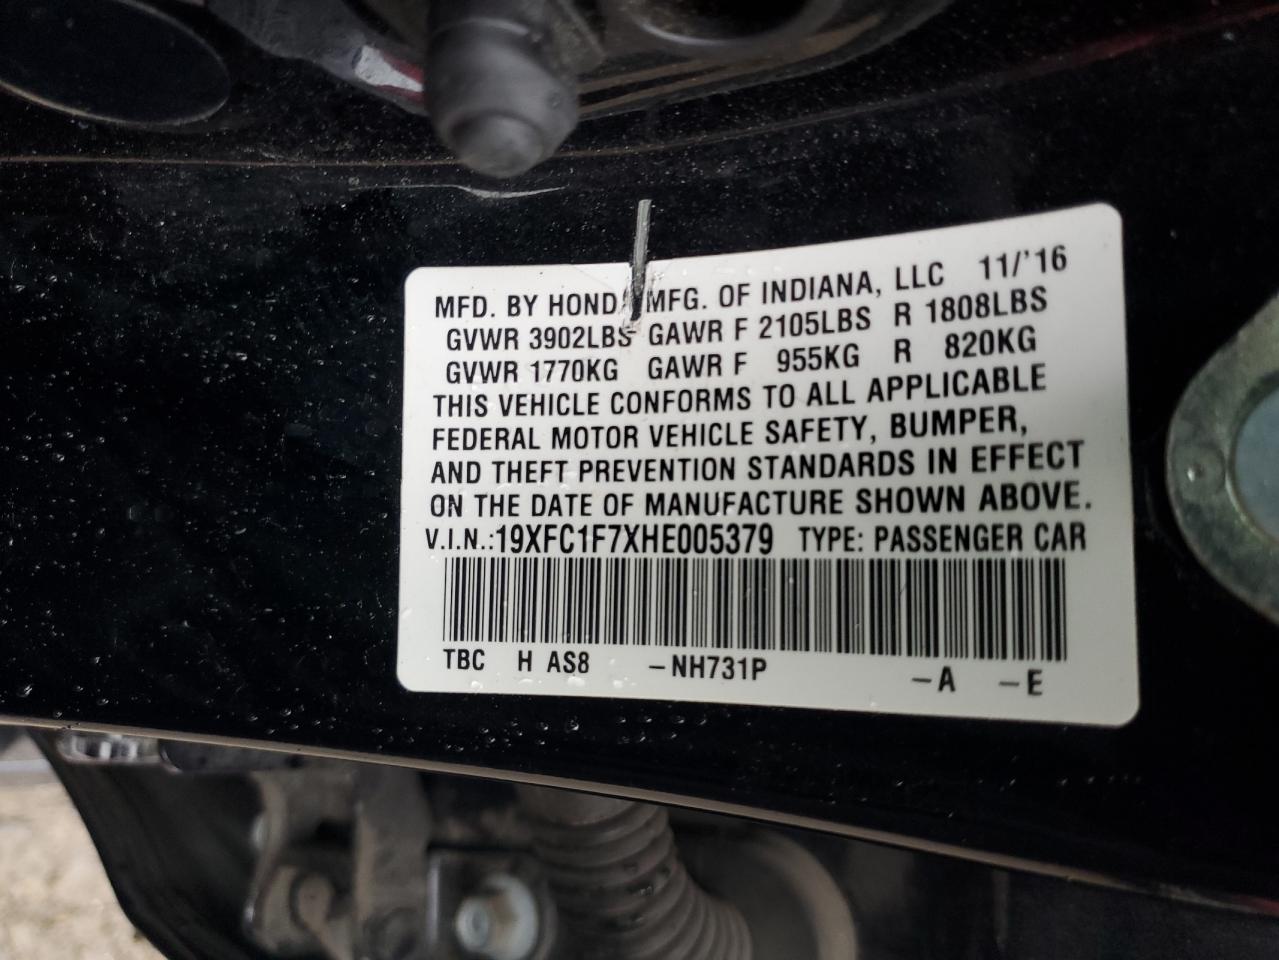 MFD. BY HONDA MFG. OF INDIANA, LLC 11/'16
GVWR 3902LBS GAWR F 2105LBS R 1808LBS
GVWR 1770KG GAWR F 955KG R 820KG
THIS VEHICLE CONFORMS TO ALL APPLICABLE
FEDERAL MOTOR VEHICLE SAFETY, BUMPER,
AND THEFT PREVENTION STANDARDS IN EFFECT
ON THE DATE OF MANUFACTURE SHOWN ABOVE.
V.I.N.:19XFC1F7XHE005379 TYPE: PASSENGER CAR
TBC H AS8 -NH731P -A -E